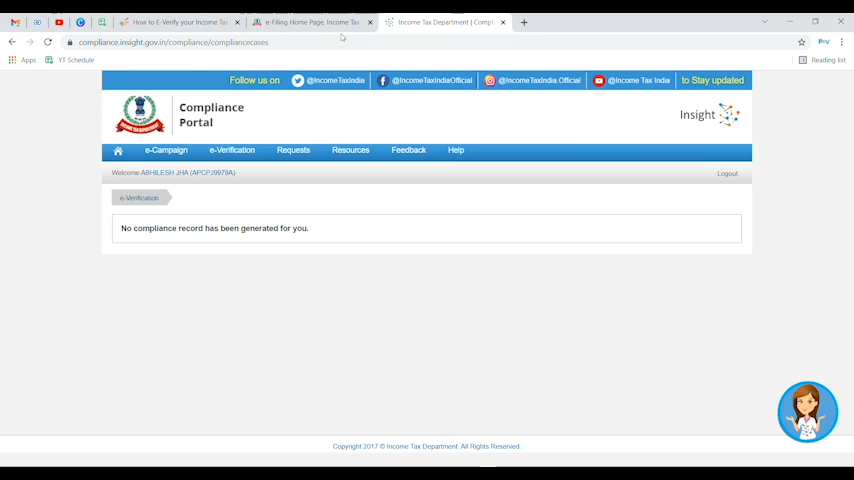 How to E-Verify your Income Tax
e-Filing Home Page, Income Tax
Income Tax Department | Compl
compliance.insight.gov.in/compliance/compliancecases
Apps
YT Schedule
Reading list
Follow us on @IncomeTaxIndia @IncomeTaxIndiaOfficial @IncomeTaxIndia.Official @Income Tax India to Stay updated
Compliance
Portal
Insight
e-Campaign e-Verification Requests Resources Feedback Help
Welcome ABHILESH JHA (APCPJ9979A)
Logout
e-Verification
No compliance record has been generated for you.
Copyright 2017 © Income Tax Department. All Rights Reserved.